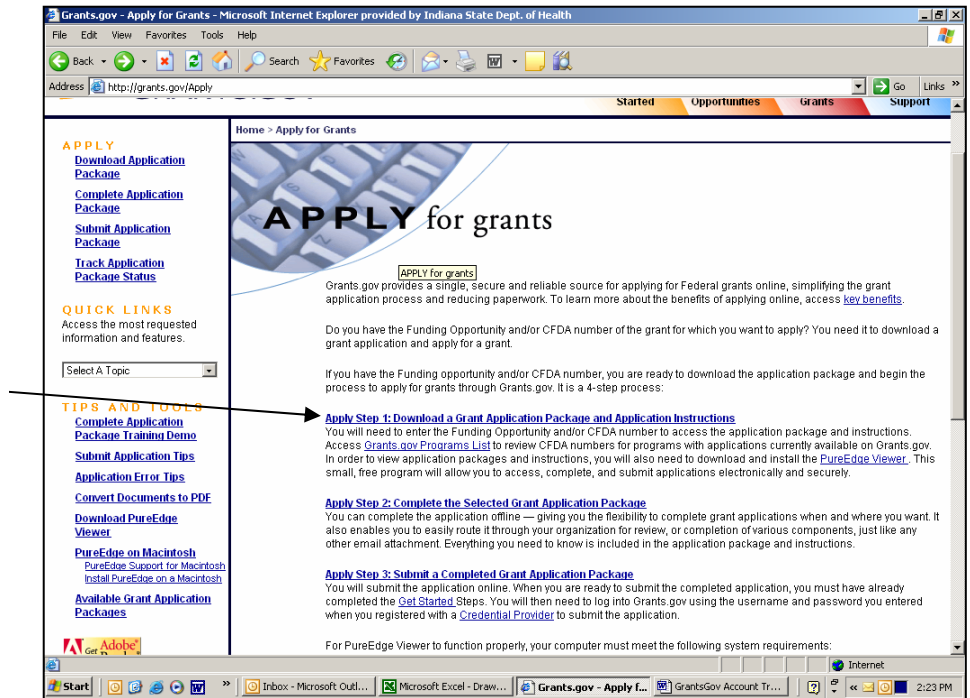 Grants.gov - Apply for Grants - Microsoft Internet Explorer provided by Indiana State Dept. of Health
File Edit View Favorites Tools Help
Back Search Favorites
Address http://grants.gov/Apply Go Links »
Started Opportunities Grants Support
Home > Apply for Grants
APPLY
Download Application
Package
Complete Application
Package
Submit Application
Package
Track Application
Package Status
QUICK LINKS
Access the most requested
information and features.
Select A Topic
TIPS AND TOOLS
Complete Application
Package Training Demo
Submit Application Tips
Application Error Tips
Convert Documents to PDF
Download PureEdge
Viewer
PureEdge on Macintosh
PureEdge Support for Macintosh
Install PureEdge on a Macintosh
Available Grant Application
Packages
Get Adobe®
APPLY for grants
APPLY for grants
Grants.gov provides a single, secure and reliable source for applying for Federal grants online, simplifying the grant
application process and reducing paperwork. To learn more about the benefits of applying online, access key benefits.
Do you have the Funding Opportunity and/or CFDA number of the grant for which you want to apply? You need it to download a
grant application and apply for a grant.
If you have the Funding opportunity and/or CFDA number, you are ready to download the application package and begin the
process to apply for grants through Grants.gov. It is a 4-step process:
Apply Step 1: Download a Grant Application Package and Application Instructions
You will need to enter the Funding Opportunity and/or CFDA number to access the application package and instructions.
Access Grants.gov Programs List to review CFDA numbers for programs with applications currently available on Grants.gov.
In order to view application packages and instructions, you will also need to download and install the PureEdge Viewer. This
small, free program will allow you to access, complete, and submit applications electronically and securely.
Apply Step 2: Complete the Selected Grant Application Package
You can complete the application offline — giving you the flexibility to complete grant applications when and where you want. It
also enables you to easily route it through your organization for review, or completion of various components, just like any
other email attachment. Everything you need to know is included in the application package and instructions.
Apply Step 3: Submit a Completed Grant Application Package
You will submit the application online. When you are ready to submit the completed application, you must have already
completed the Get Started Steps. You will then need to log into Grants.gov using the username and password you entered
when you registered with a Credential Provider to submit the application.
For PureEdge Viewer to function properly, your computer must meet the following system requirements:
Internet
Start » Inbox - Microsoft Outl... Microsoft Excel - Draw... Grants.gov - Apply f... GrantsGov Account Tr... « 2:23 PM